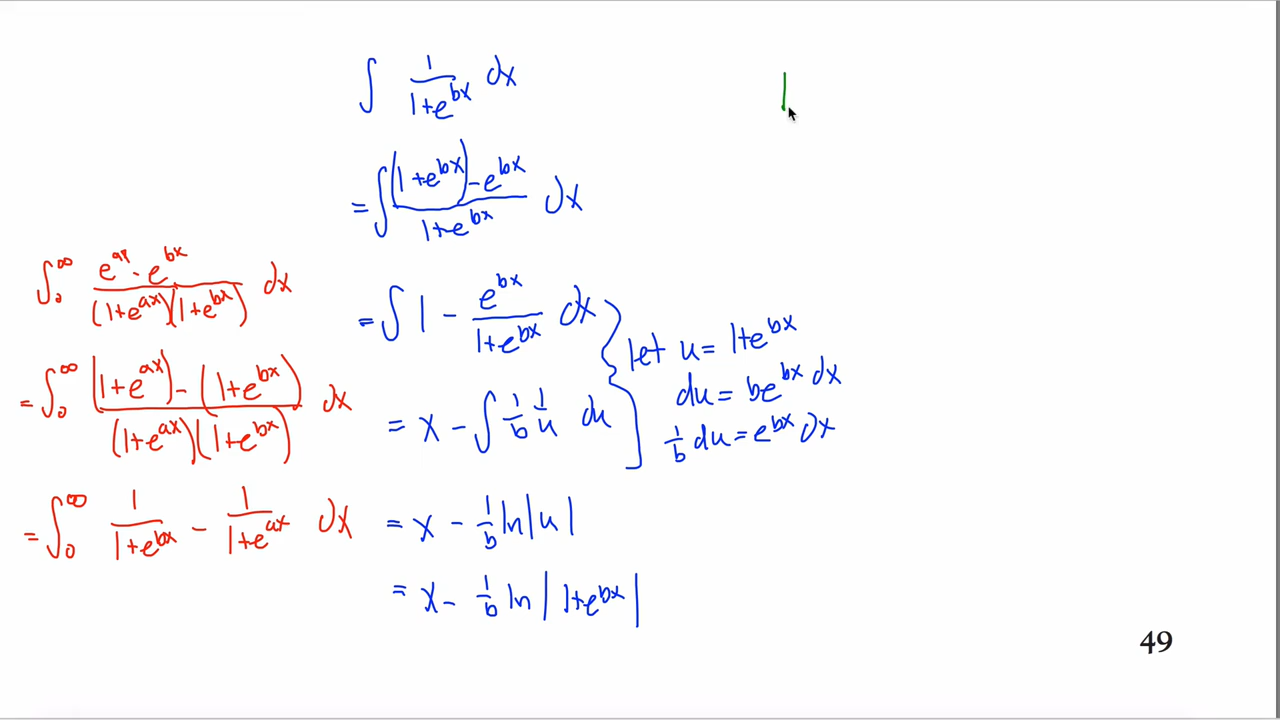 ∫ 1/(1+e^{bx}) dx
= ∫ ((1+e^{bx}) - e^{bx})/(1+e^{bx}) dx
= ∫ 1 - e^{bx}/(1+e^{bx}) dx
= x - ∫ 1/b 1/u du
= x - 1/b ln|u|
= x - 1/b ln|1+e^{bx}|
let u = 1+e^{bx}
du = be^{bx} dx
1/b du = e^{bx} dx
∫_0^∞ (e^{ax} - e^{bx})/((1+e^{ax})(1+e^{bx})) dx
= ∫_0^∞ ((1+e^{ax}) - (1+e^{bx}))/((1+e^{ax})(1+e^{bx})) dx
= ∫_0^∞ 1/(1+e^{bx}) - 1/(1+e^{ax}) dx
49